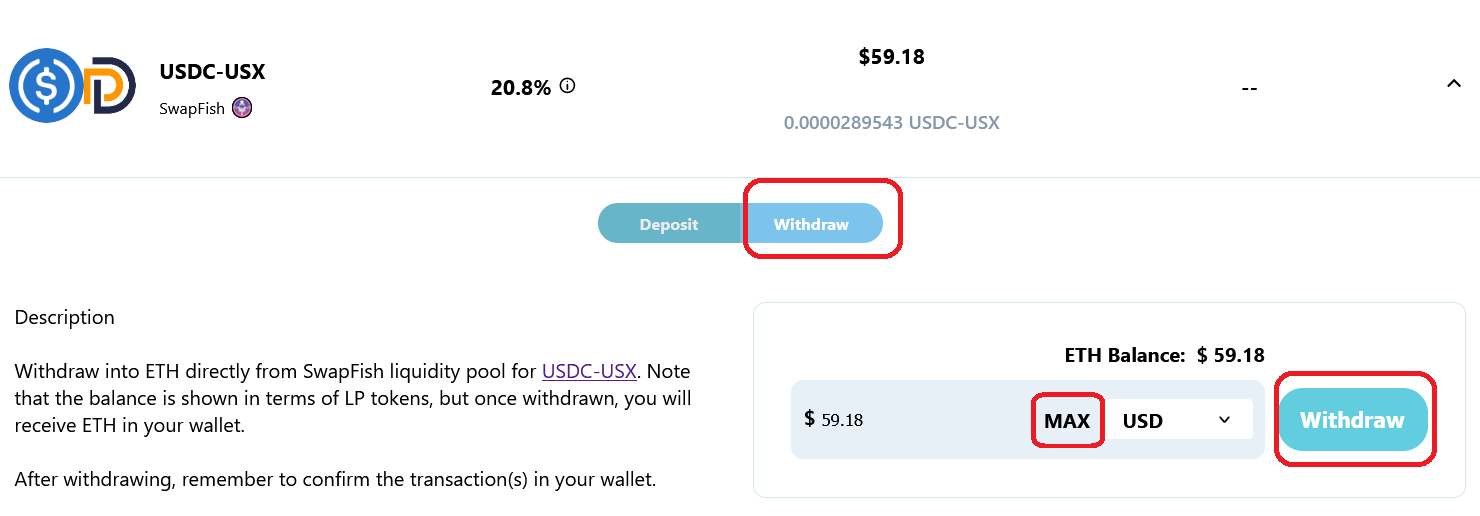 USDC-USX
SwapFish
20.8%
$59.18
0.0000289543 USDC-USX
--
Deposit
Withdraw
Description
Withdraw into ETH directly from SwapFish liquidity pool for USDC-USX. Note
that the balance is shown in terms of LP tokens, but once withdrawn, you will
receive ETH in your wallet.
After withdrawing, remember to confirm the transaction(s) in your wallet.
ETH Balance: $ 59.18
$ 59.18 MAX USD
Withdraw